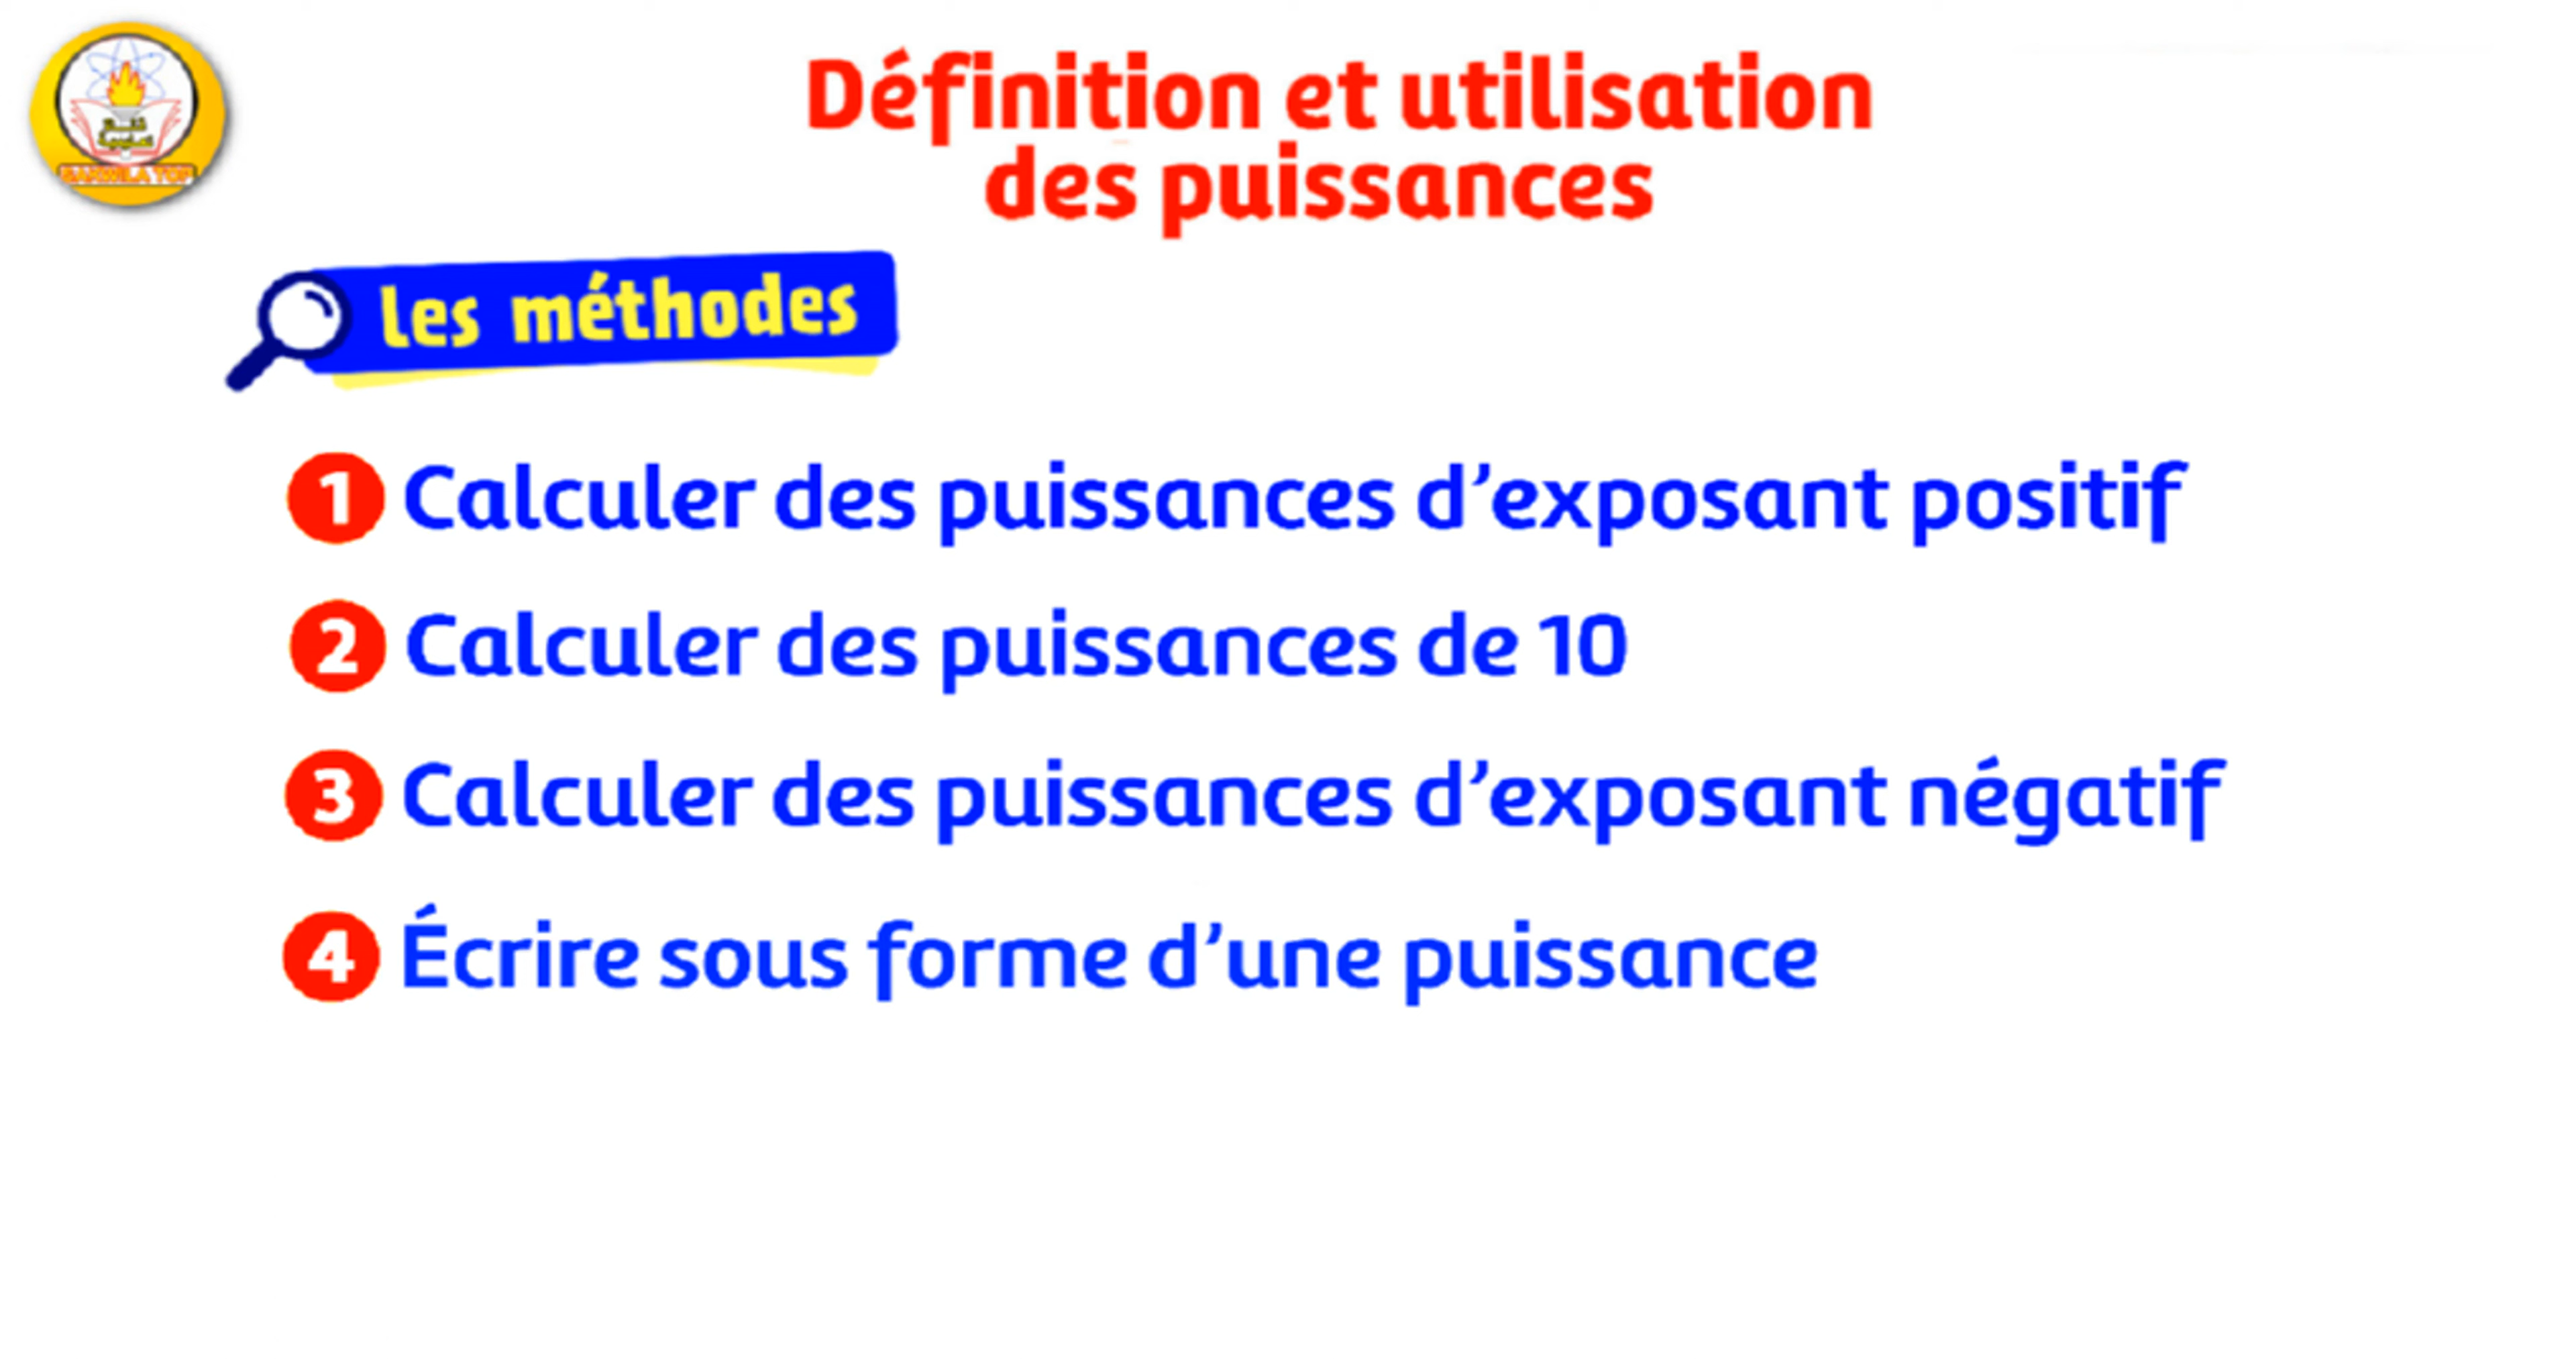 Définition et utilisation
des puissances
les méthodes
1 Calculer des puissances d’exposant positif
2 Calculer des puissances de 10
3 Calculer des puissances d’exposant négatif
4 Écrire sous forme d’une puissance